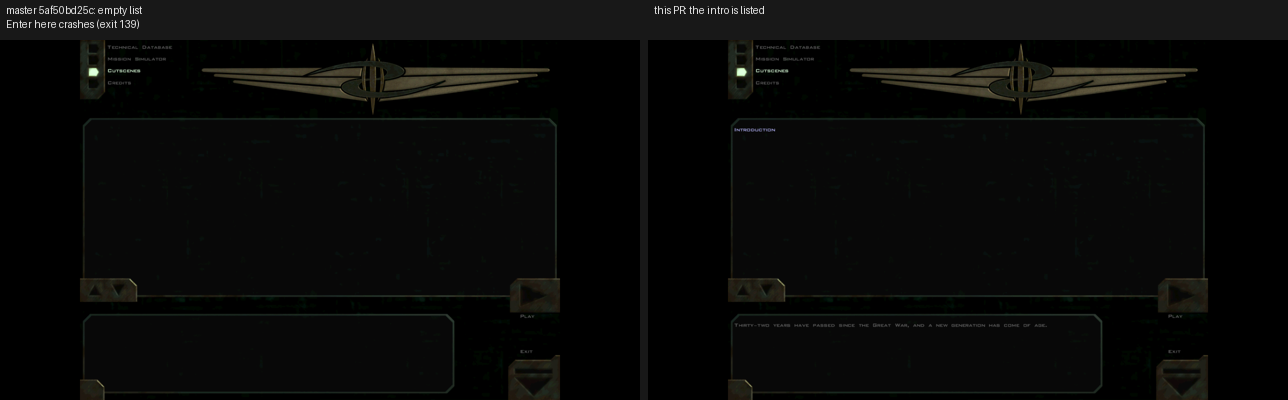 master 5af50bd25c: empty list
Enter here crashes (exit 139)
Technical Database
Mission Simulator
Cutscenes
Credits
Play
Exit
this PR: the intro is listed
Technical Database
Mission Simulator
Cutscenes
Credits
Introduction
Thirty-two years have passed since the Great War, and a new generation has come of age.
Play
Exit